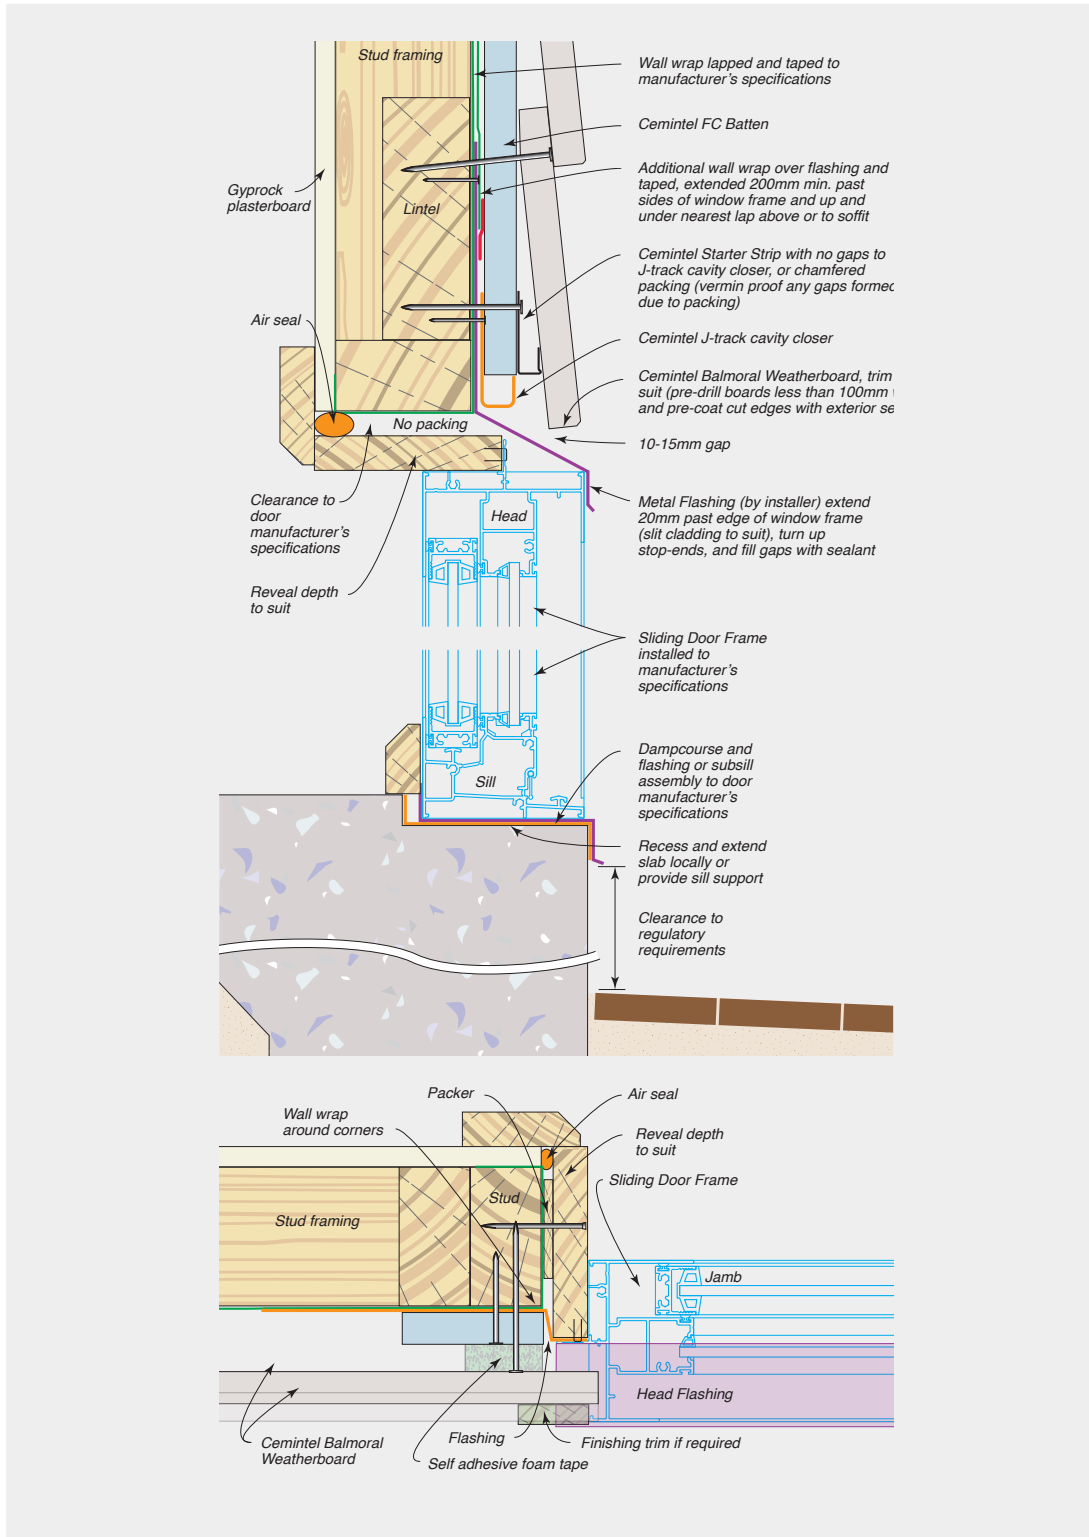 Stud framing
Wall wrap lapped and taped to
manufacturer's specifications
Cemintel FC Batten
Additional wall wrap over flashing and
taped, extended 200mm min. past
sides of window frame and up and
under nearest lap above or to soffit
Gyprock
plasterboard
Lintel
Cemintel Starter Strip with no gaps to
J-track cavity closer, or chamfered
packing (vermin proof any gaps formed
due to packing)
Air seal
Cemintel J-track cavity closer
Cemintel Balmoral Weatherboard, trim
suit (pre-drill boards less than 100mm
and pre-coat cut edges with exterior se
No packing
10-15mm gap
Clearance to
door
manufacturer's
specifications
Head
Metal Flashing (by installer) extend
20mm past edge of window frame
(slit cladding to suit), turn up
stop-ends, and fill gaps with sealant
Reveal depth
to suit
Sliding Door Frame
installed to
manufacturer's
specifications
Sill
Dampcourse and
flashing or subsill
assembly to door
manufacturer's
specifications
Recess and extend
slab locally or
provide sill support
Clearance to
regulatory
requirements
Packer
Air seal
Wall wrap
around corners
Reveal depth
to suit
Sliding Door Frame
Stud
Stud framing
Jamb
Head Flashing
Cemintel Balmoral
Weatherboard
Flashing
Finishing trim if required
Self adhesive foam tape